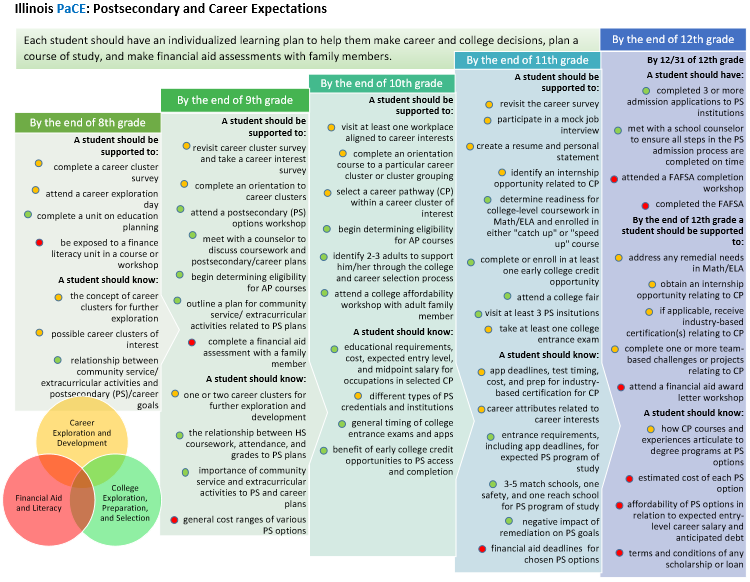 Illinois PaCE: Postsecondary and Career Expectations
Each student should have an individualized learning plan to help them make career and college decisions, plan a
course of study, and make financial aid assessments with family members.
By the end of 8th grade
A student should be
supported to:
complete a career cluster
survey
attend a career exploration
day
complete a unit on education
planning
be exposed to a finance
literacy unit in a course or
workshop
A student should know:
the concept of career
clusters for further
exploration
possible career clusters of
interest
relationship between
community service/
extracurricular activities and
postsecondary (PS)/career
goals
Career
Exploration and
Development
Financial Aid
and Literacy
College
Exploration,
Preparation,
and Selection
By the end of 9th grade
A student should be
supported to:
revisit career cluster survey
and take a career interest
survey
complete an orientation to
career clusters
attend a postsecondary (PS)
options workshop
meet with a counselor to
discuss coursework and
postsecondary/career plans
begin determining eligibility
for AP courses
outline a plan for community
service/ extracurricular
activities related to PS plans
complete a financial aid
assessment with a family
member
A student should know:
one or two career clusters for
further exploration and
development
the relationship between HS
coursework, attendance, and
grades to PS plans
importance of community
service and extracurricular
activities to PS and career
plans
general cost ranges of various
PS options
By the end of 10th grade
A student should be
supported to:
visit at least one workplace
aligned to career interests
complete an orientation
course to a particular career
cluster or cluster grouping
select a career pathway (CP)
within a career cluster of
interest
begin determining eligibility
for AP courses
identify 2-3 adults to support
him/her through the college
and career selection process
attend a college affordability
workshop with adult family
member
A student should know:
educational requirements,
cost, expected entry level,
and midpoint salary for
occupations in selected CP
different types of PS
credentials and institutions
general timing of college
entrance exams and apps
benefit of early college credit
opportunities to PS access
and completion
By the end of 11th grade
A student should be
supported to:
revisit the career survey
participate in a mock job
interview
create a resume and personal
statement
identify an internship
opportunity related to CP
determine readiness for
college-level coursework in
Math/ELA and enrolled in
either "catch up" or "speed
up" course
complete or enroll in at least
one early college credit
opportunity
attend a college fair
visit at least 3 PS insitutions
take at least one college
entrance exam
A student should know:
app deadlines, test timing,
cost, and prep for industry-
based certification for CP
career attributes related to
career interests
entrance requirements,
including app deadlines, for
expected PS program of
study
3-5 match schools, one
safety, and one reach school
for PS program of study
negative impact of
remediation on PS goals
financial aid deadlines for
chosen PS options
By the end of 12th grade
By 12/31 of 12th grade
A student should have:
completed 3 or more
admission applications to PS
institutions
met with a school counselor
to ensure all steps in the PS
admission process are
completed on time
attended a FAFSA completion
workshop
completed the FAFSA
By the end of 12th grade a
student should be supported
to:
address any remedial needs
in Math/ELA
obtain an internship
opportunity relating to CP
if applicable, receive
industry-based
certification(s) relating to CP
complete one or more team-
based challenges or projects
relating to CP
attend a financial aid award
letter workshop
A student should know:
how CP courses and
experiences articulate to
degree programs at PS
options
estimated cost of each PS
option
affordability of PS options in
relation to expected entry-
level career salary and
anticipated debt
terms and conditions of any
scholarship or loan